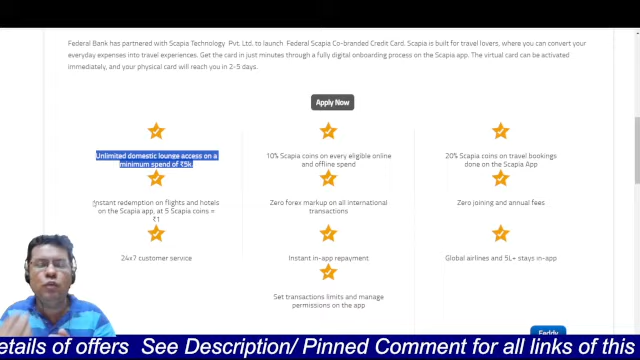 Federal Bank has partnered with Scapia Technology Pvt. Ltd. to launch Federal Scapia Co-branded Credit Card. Scapia is built for travel lovers, where you can convert your
everyday expenses into travel experiences. Get the card in just minutes through a fully digital onboarding process on the Scapia app. The virtual card can be activated
immediately, and your physical card will reach you in 2-5 days.
Apply Now
Unlimited domestic lounge access on a
minimum spend of ₹5k.
10% Scapia coins on every eligible online
and offline spend
20% Scapia coins on travel bookings
done on the Scapia App
Instant redemption on flights and hotels
on the Scapia app, at 5 Scapia coins =
₹1
Zero forex markup on all international
transactions
Zero joining and annual fees
24x7 customer service
Instant in-app repayment
Global airlines and 5L+ stays in-app
Set transactions limits and manage
permissions on the app
Feddy
etails of offers See Description/ Pinned Comment for all links of this